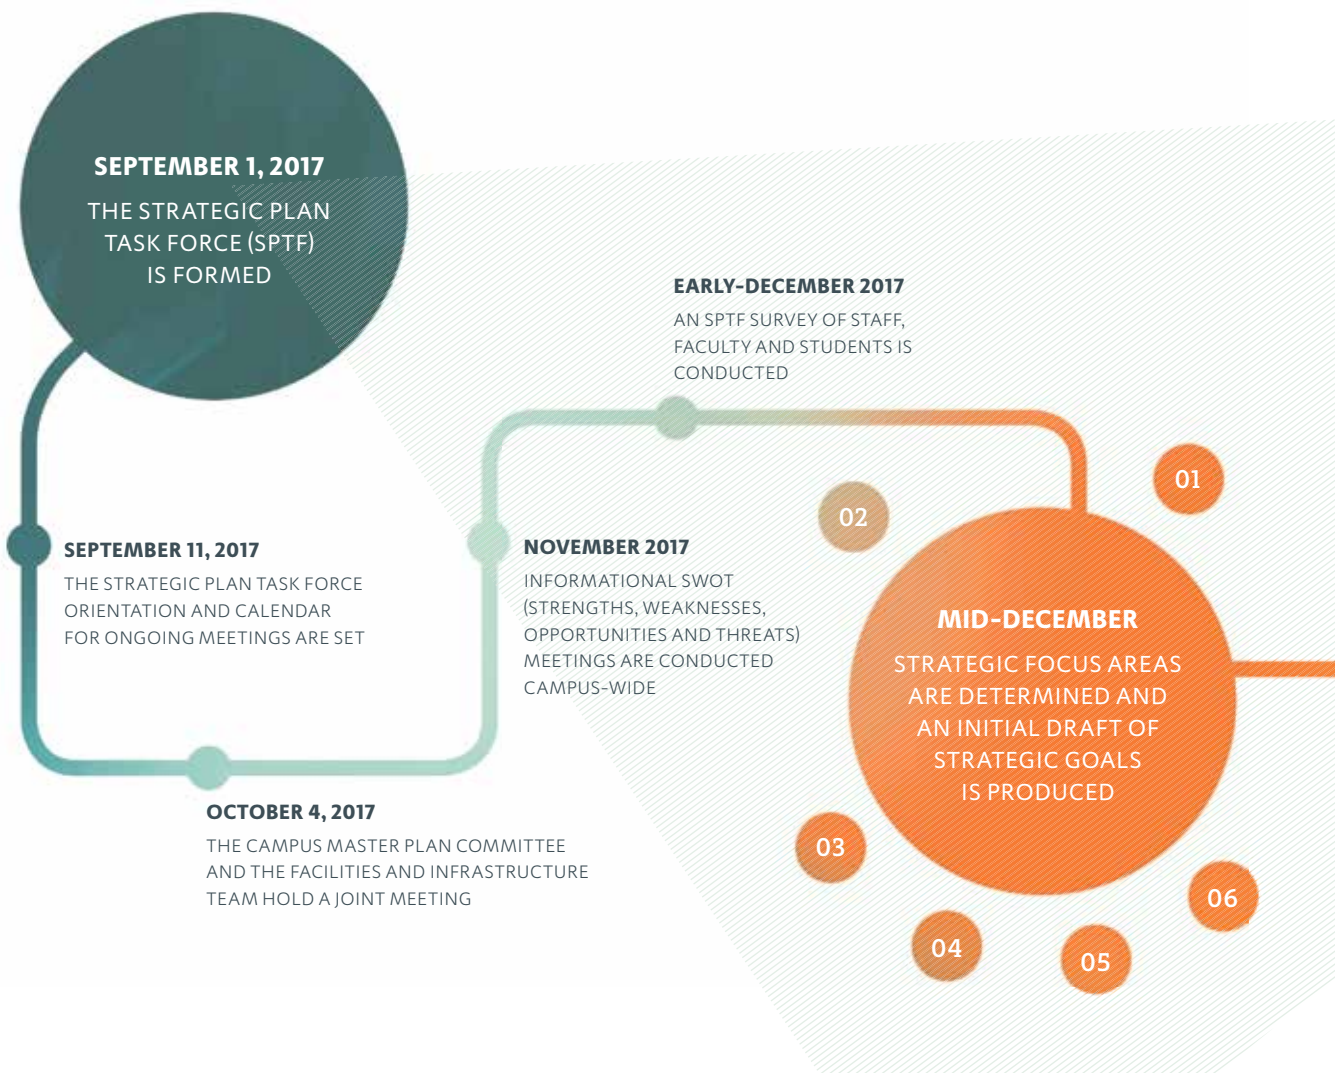 SEPTEMBER 1, 2017
THE STRATEGIC PLAN
TASK FORCE (SPTF)
IS FORMED
SEPTEMBER 11, 2017
THE STRATEGIC PLAN TASK FORCE
ORIENTATION AND CALENDAR
FOR ONGOING MEETINGS ARE SET
OCTOBER 4, 2017
THE CAMPUS MASTER PLAN COMMITTEE
AND THE FACILITIES AND INFRASTRUCTURE
TEAM HOLD A JOINT MEETING
NOVEMBER 2017
INFORMATIONAL SWOT
(STRENGTHS, WEAKNESSES,
OPPORTUNITIES AND THREATS)
MEETINGS ARE CONDUCTED
CAMPUS-WIDE
EARLY-DECEMBER 2017
AN SPTF SURVEY OF STAFF,
FACULTY AND STUDENTS IS
CONDUCTED
MID-DECEMBER
STRATEGIC FOCUS AREAS
ARE DETERMINED AND
AN INITIAL DRAFT OF
STRATEGIC GOALS
IS PRODUCED
01
02
03
04
05
06